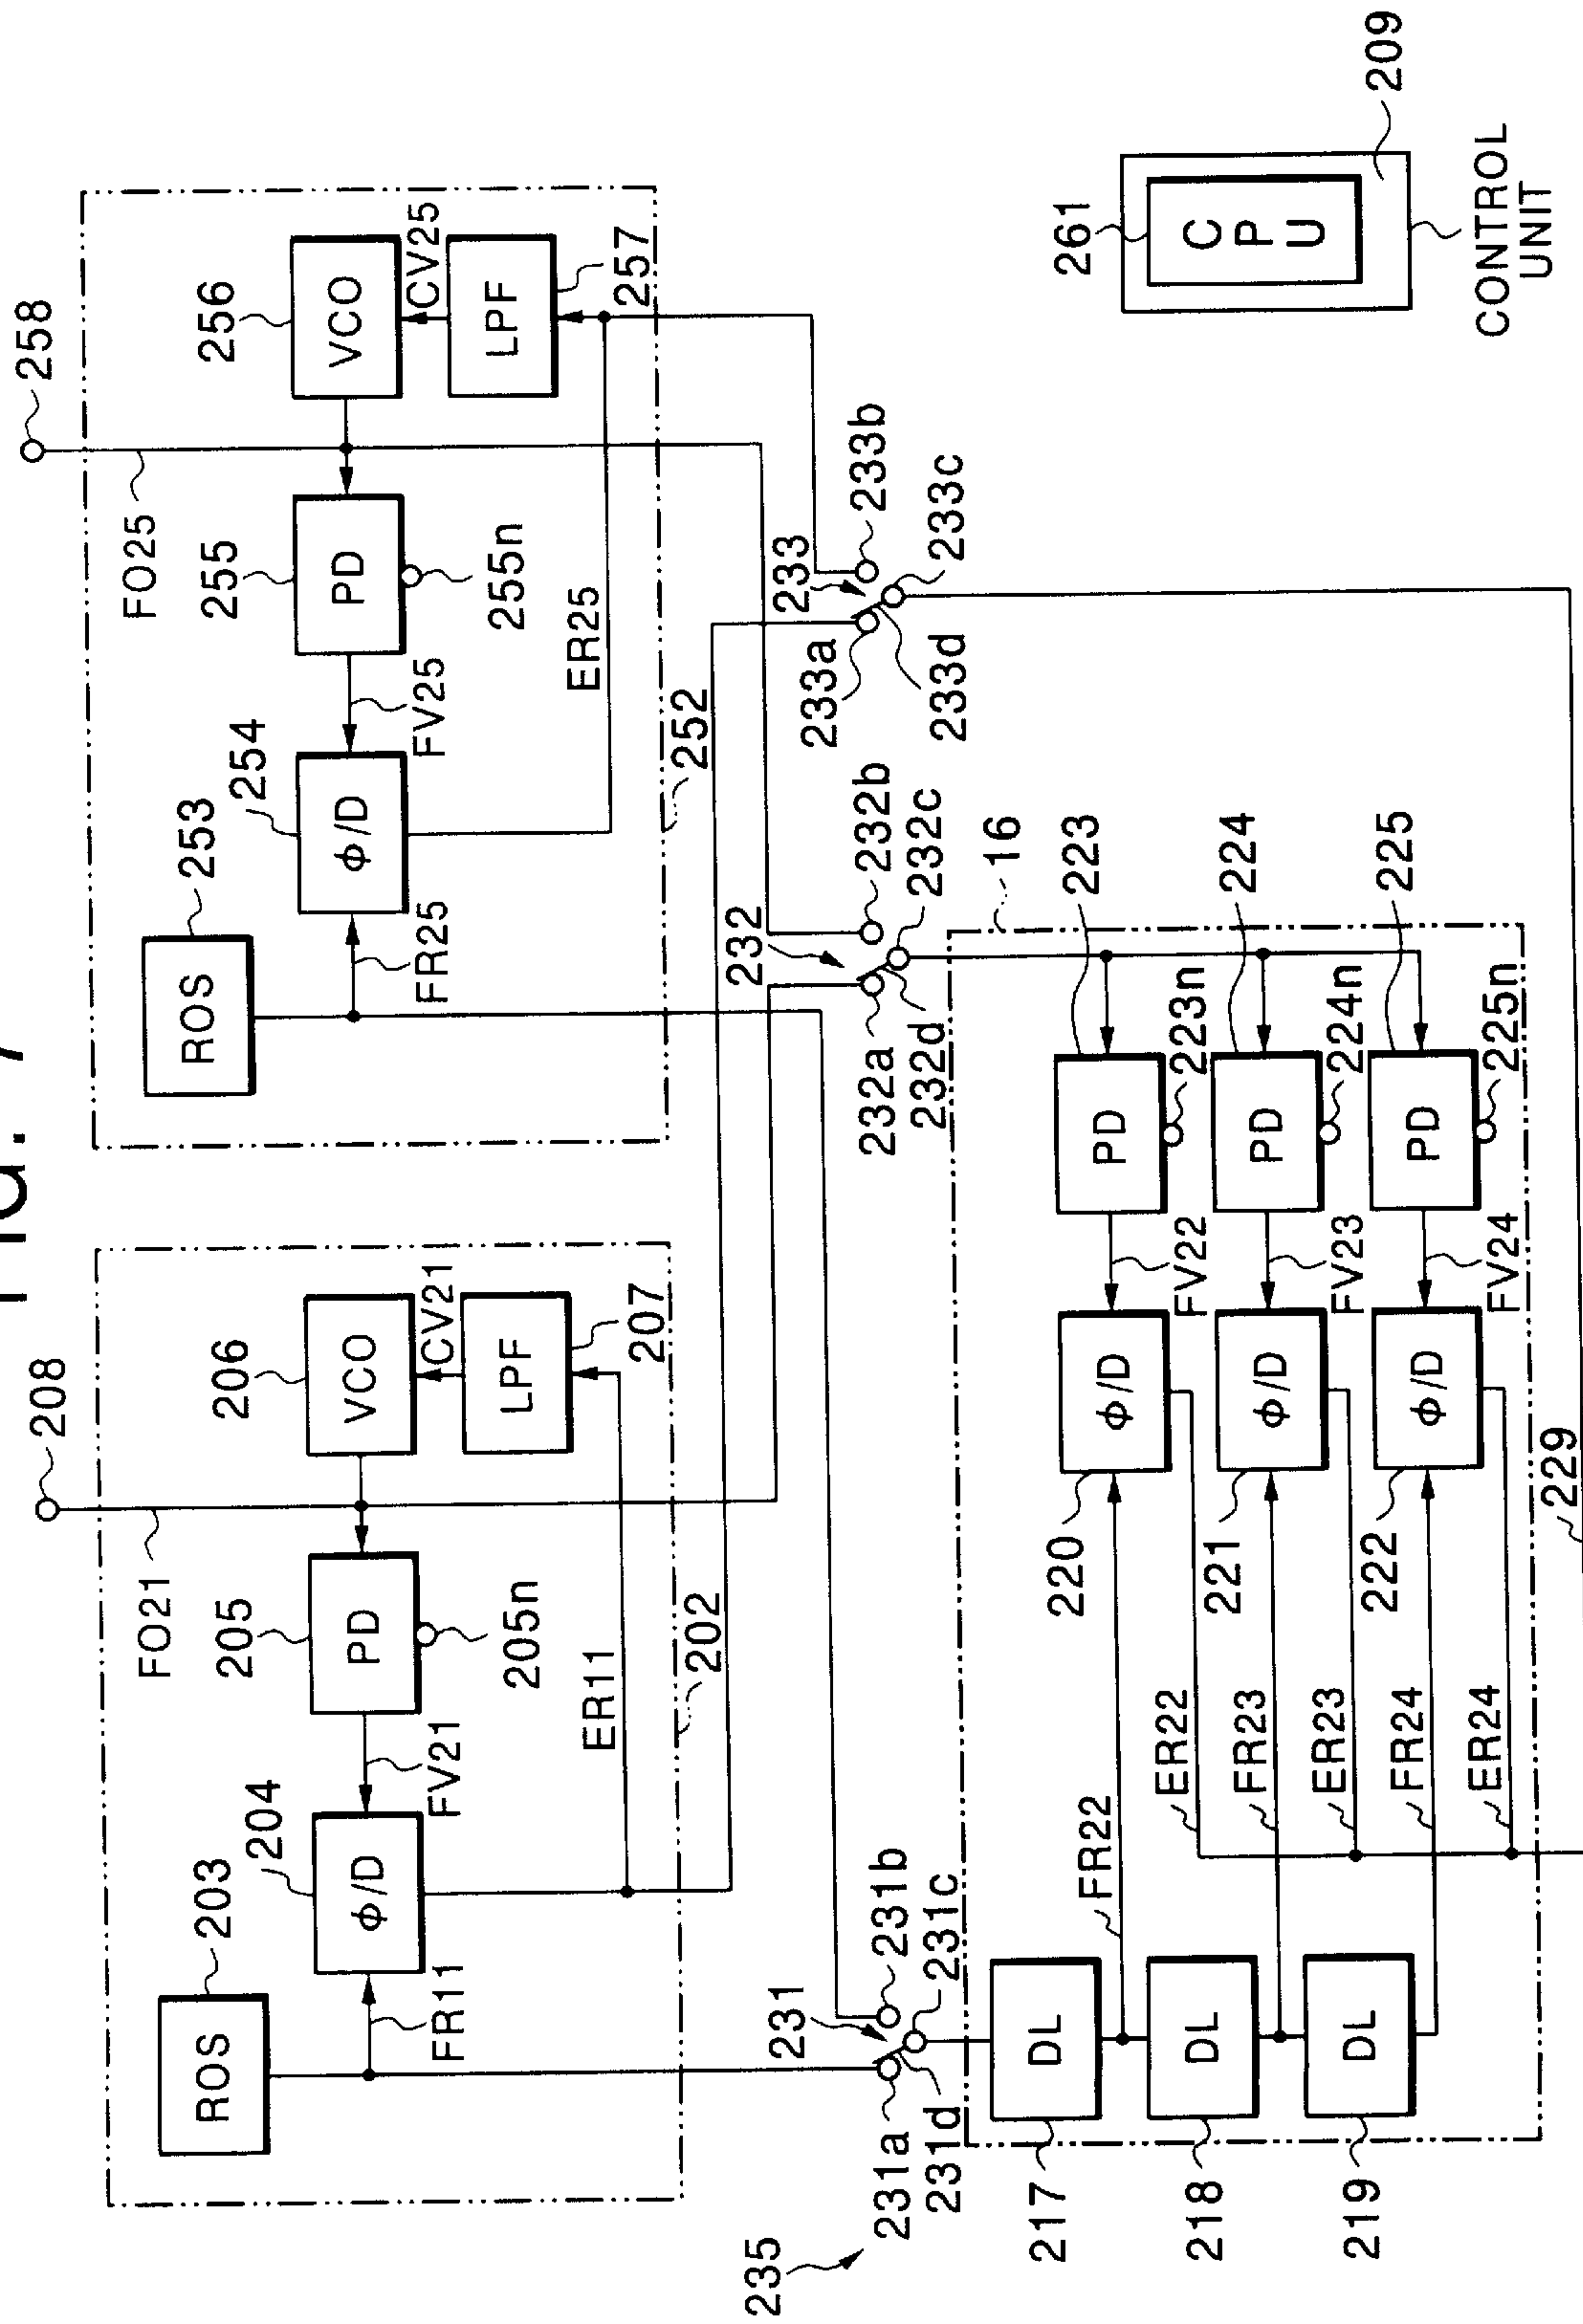 FIG. 7
208
258
FO21
FO25
203
ROS
204
φ/D
205
PD
205n
206
VCO
CV21
LPF
207
FR11
FV21
ER11
202
253
ROS
254
φ/D
255
PD
255n
256
VCO
CV25
LPF
257
FR25
FV25
ER25
252
235
231
231a
231b
231c
231d
232
232a
232b
232c
232d
233
233a
233b
233c
233d
16
217
DL
218
DL
219
DL
FR22
ER22
FR23
ER23
FR24
ER24
220
φ/D
221
φ/D
222
φ/D
FV22
FV23
FV24
223
PD
223n
224
PD
224n
225
PD
225n
229
261
CPU
209
CONTROL
UNIT